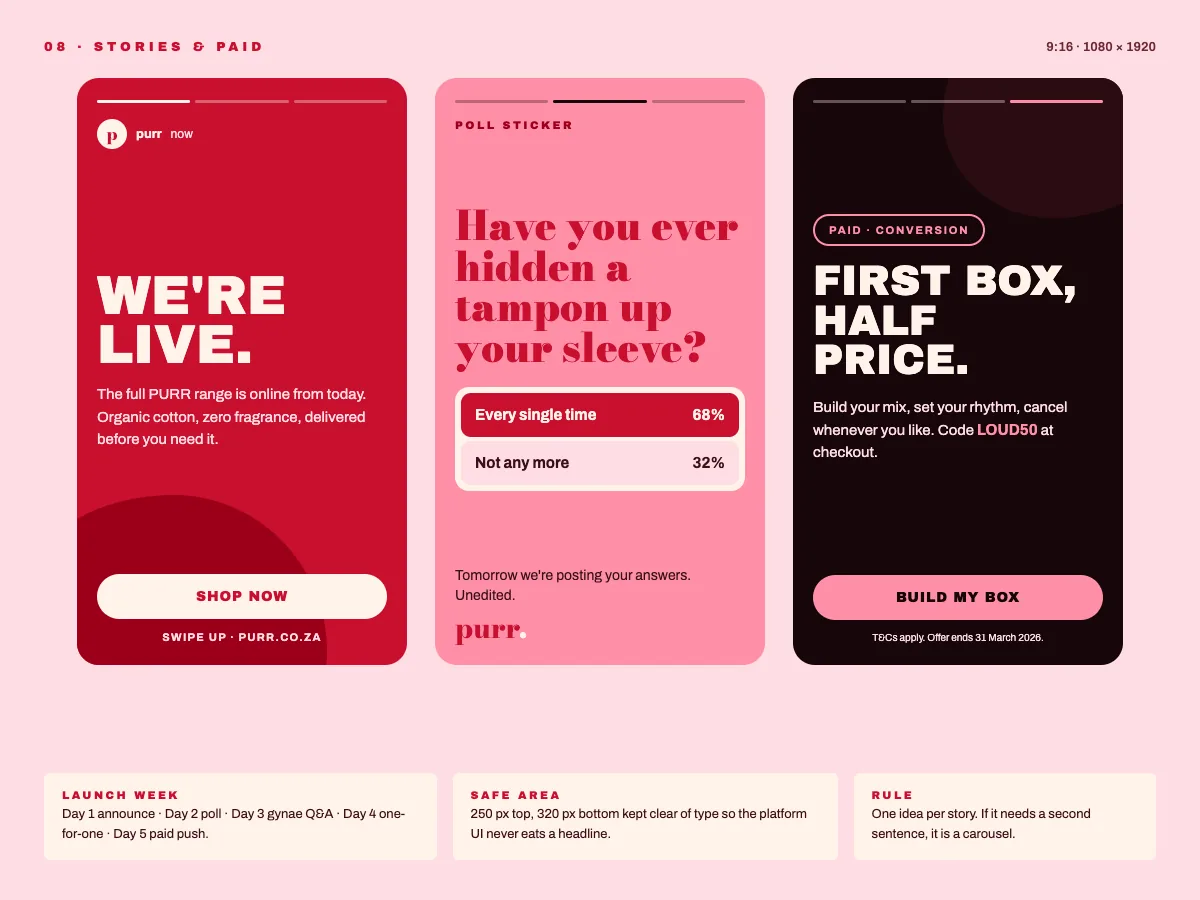 08 · STORIES & PAID
9:16 · 1080 × 1920
p
purr now
WE'RE
LIVE.
The full PURR range is online from today.
Organic cotton, zero fragrance, delivered
before you need it.
SHOP NOW
SWIPE UP · PURR.CO.ZA
POLL STICKER
Have you ever
hidden a
tampon up
your sleeve?
Every single time 68%
Not any more 32%
Tomorrow we're posting your answers.
Unedited.
purr.
PAID · CONVERSION
FIRST BOX,
HALF
PRICE.
Build your mix, set your rhythm, cancel
whenever you like. Code LOUD50 at
checkout.
BUILD MY BOX
T&Cs apply. Offer ends 31 March 2026.
LAUNCH WEEK
Day 1 announce · Day 2 poll · Day 3 gynae Q&A · Day 4 one-
for-one · Day 5 paid push.
SAFE AREA
250 px top, 320 px bottom kept clear of type so the platform
UI never eats a headline.
RULE
One idea per story. If it needs a second
sentence, it is a carousel.